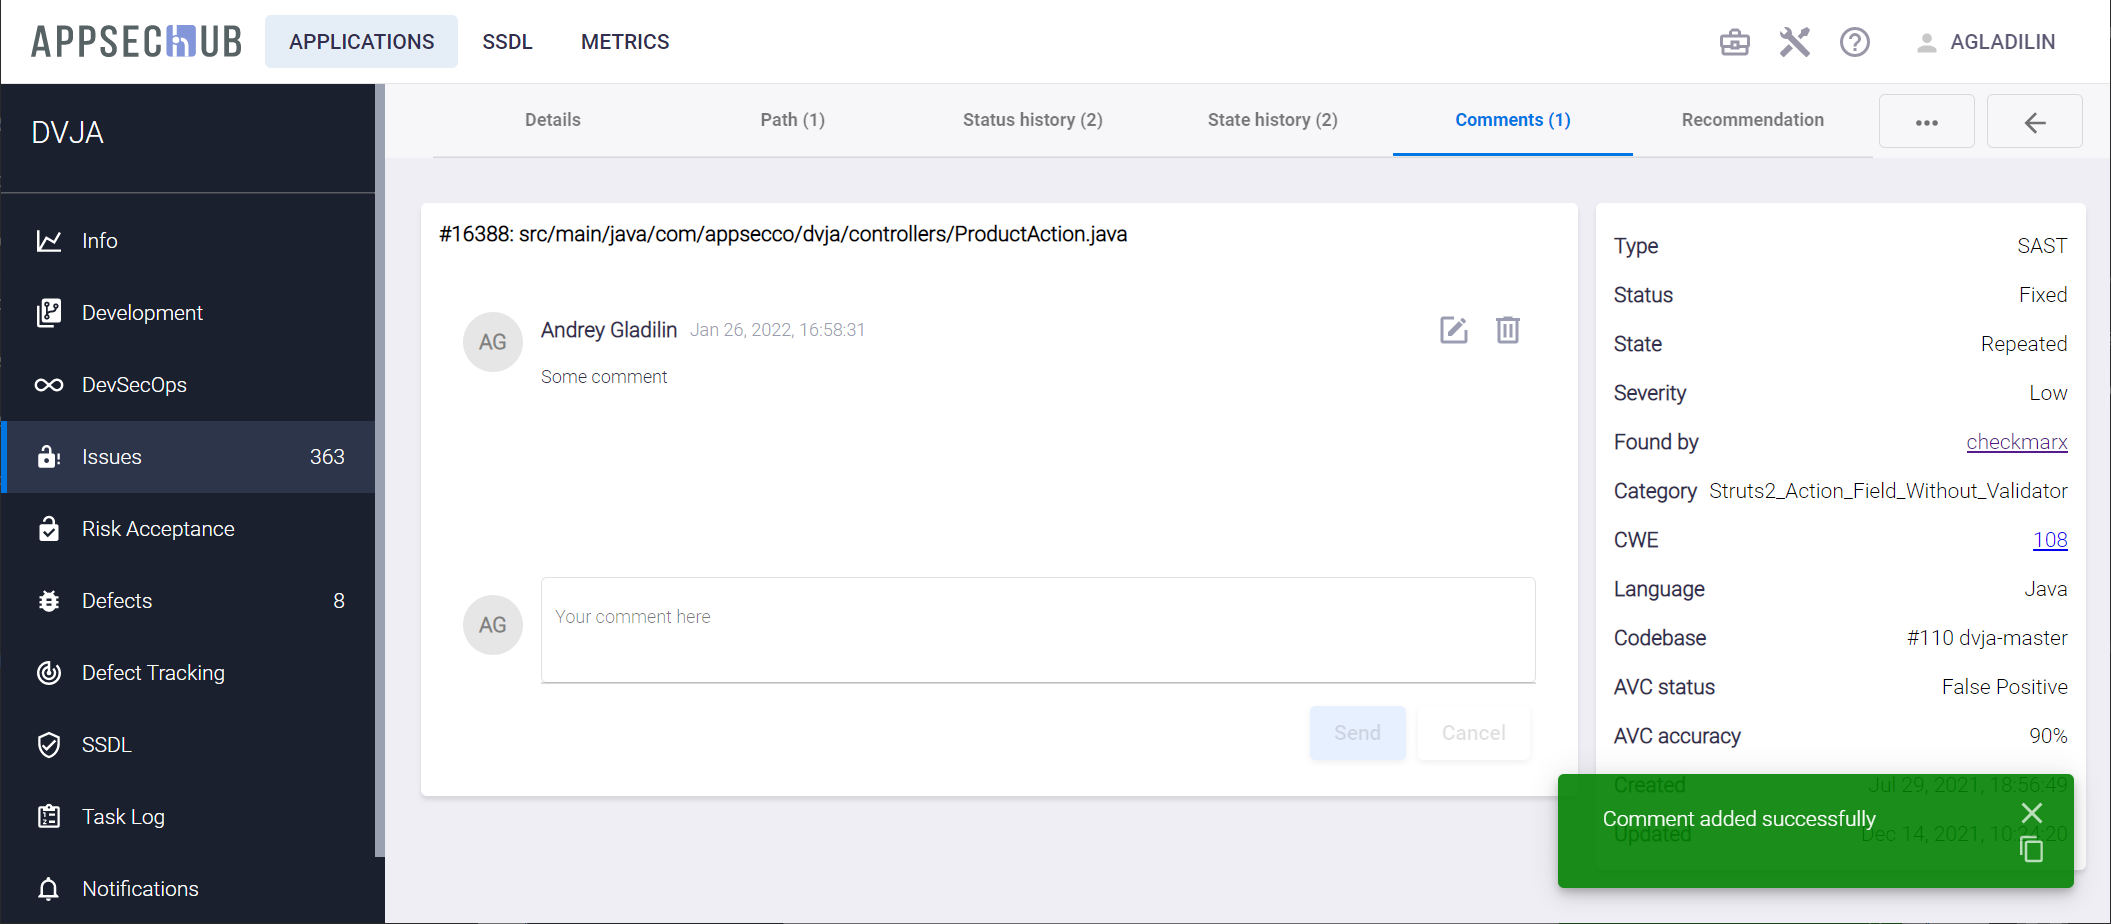 APPSECHUB
APPLICATIONS
SSDL
METRICS
AGLADILIN
DVJA
Info
Development
DevSecOps
Issues 363
Risk Acceptance
Defects 8
Defect Tracking
SSDL
Task Log
Notifications
Details
Path (1)
Status history (2)
State history (2)
Comments (1)
Recommendation
#16388: src/main/java/com/appsecco/dvja/controllers/ProductAction.java
AG
Andrey Gladilin Jan 26, 2022, 16:58:31
Some comment
AG
Your comment here
Send
Cancel
Type SAST
Status Fixed
State Repeated
Severity Low
Found by checkmarx
Category Struts2_Action_Field_Without_Validator
CWE 108
Language Java
Codebase #110 dvja-master
AVC status False Positive
AVC accuracy 90%
Created Jul 29, 2021, 18:56:49
Updated Dec 14, 2021, 10:24:20
Comment added successfully